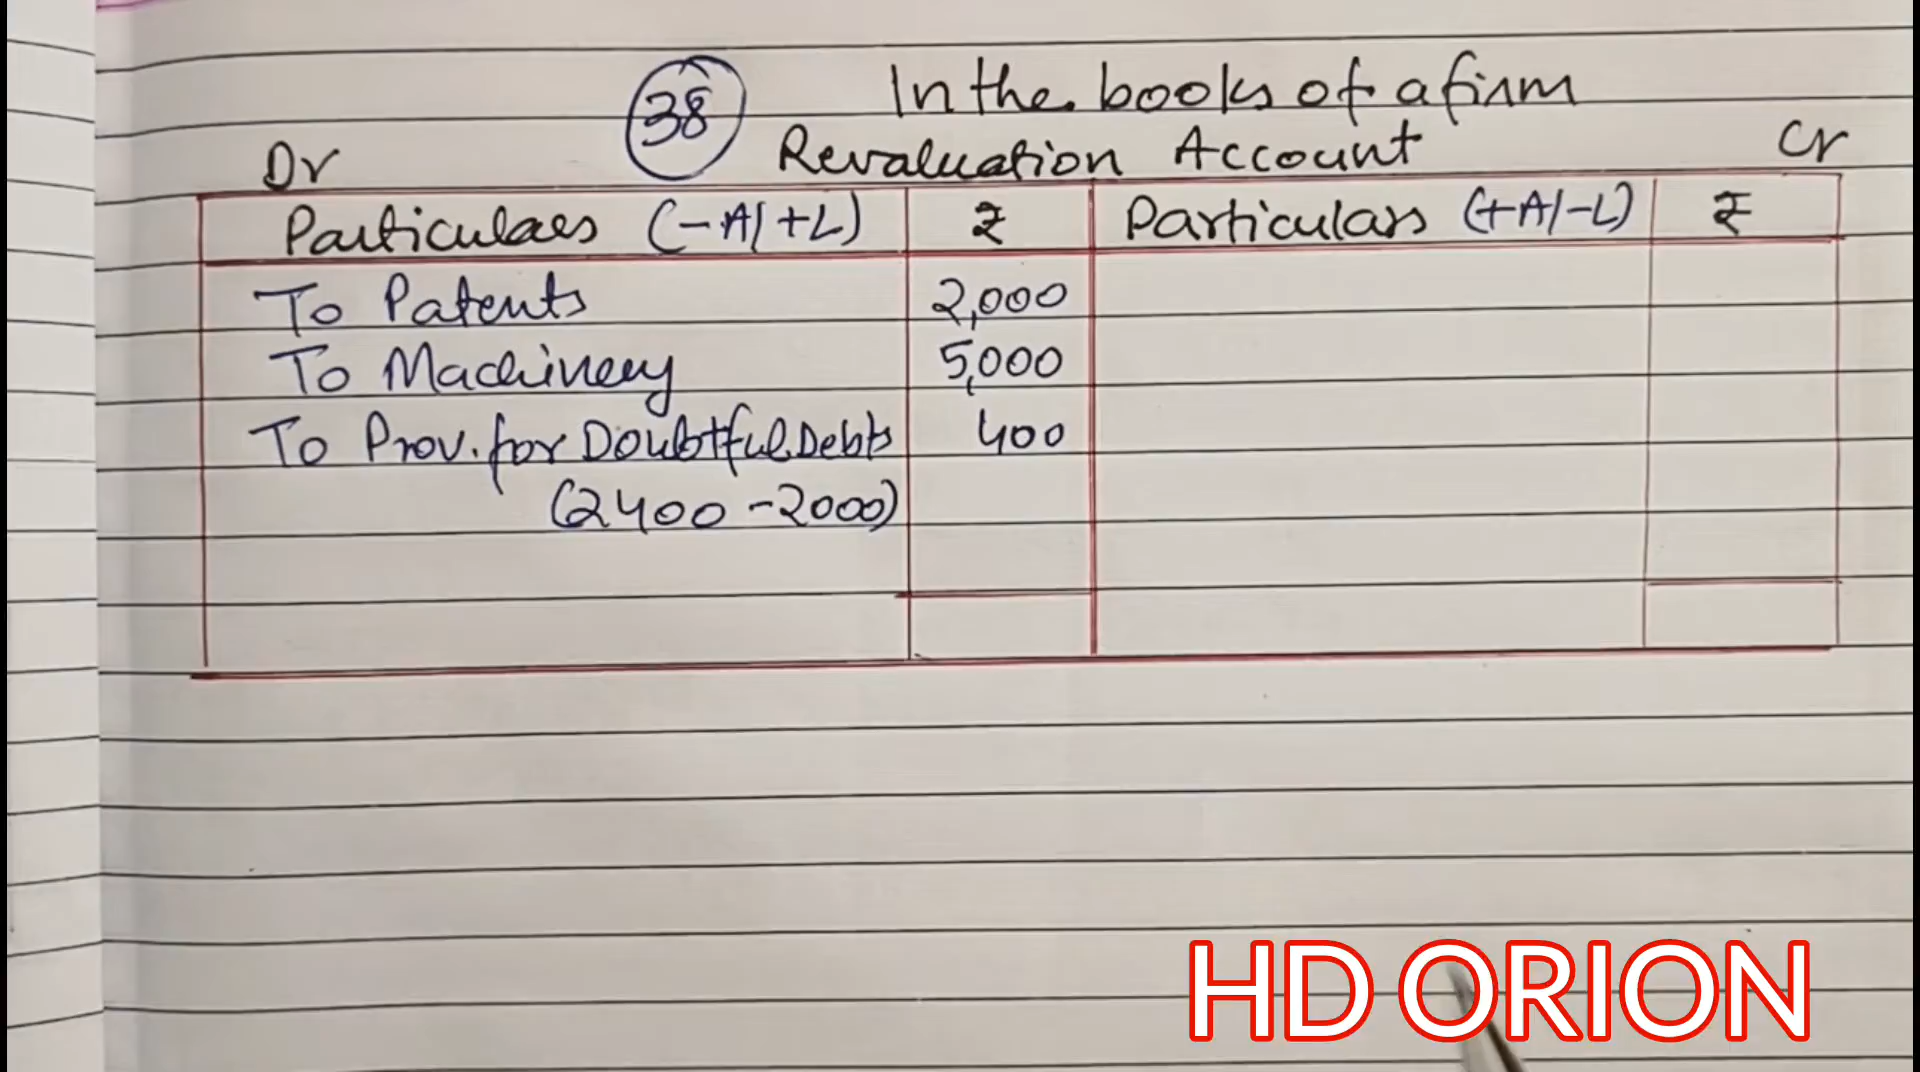 38 In the books of a firm
Dr Revaluation Account Cr
Particulars (-A/+L) ₹ Particulars (+A/-L) ₹
To Patents 2,000
To Machinery 5,000
To Prov. for Doubtful Debts 400
(2400-2000)
HD ORION